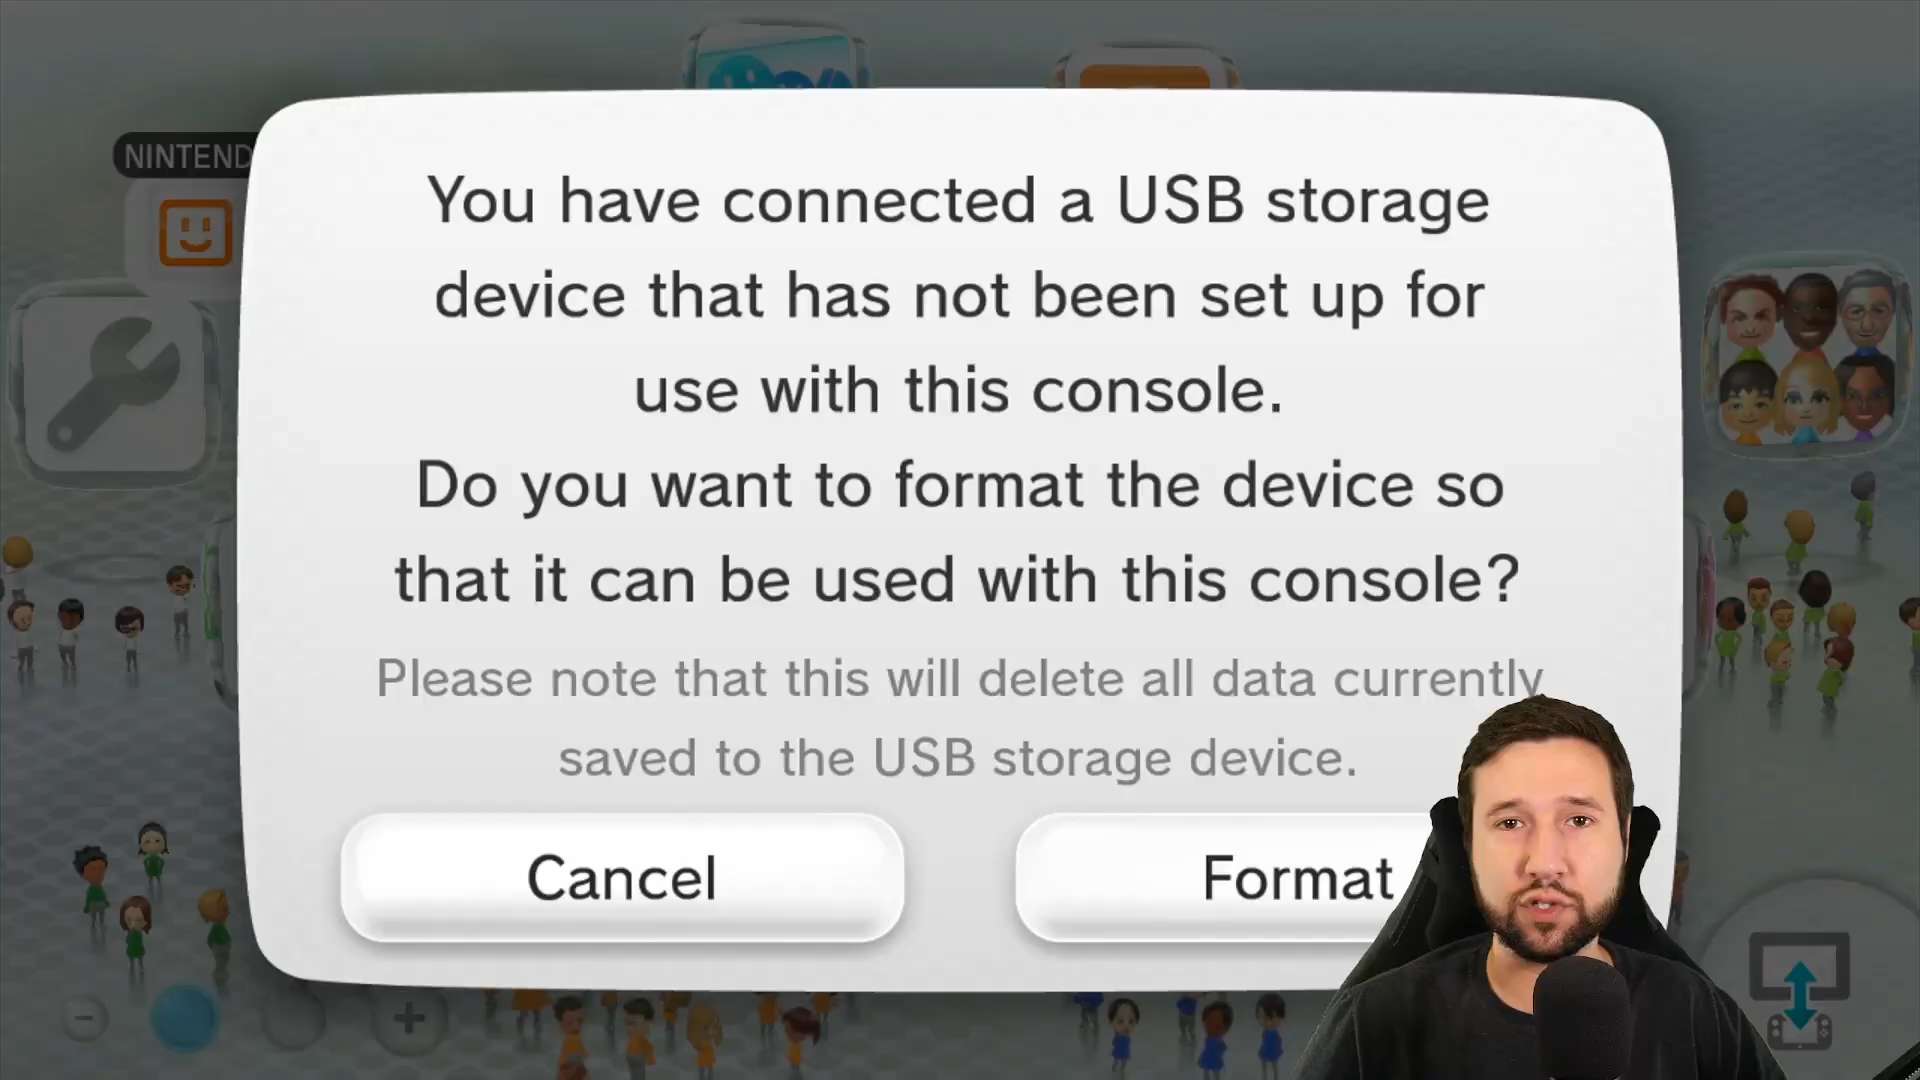 NINTEND
You have connected a USB storage
device that has not been set up for
use with this console.
Do you want to format the device so
that it can be used with this console?
Please note that this will delete all data currently
saved to the USB storage device.
Cancel
Format